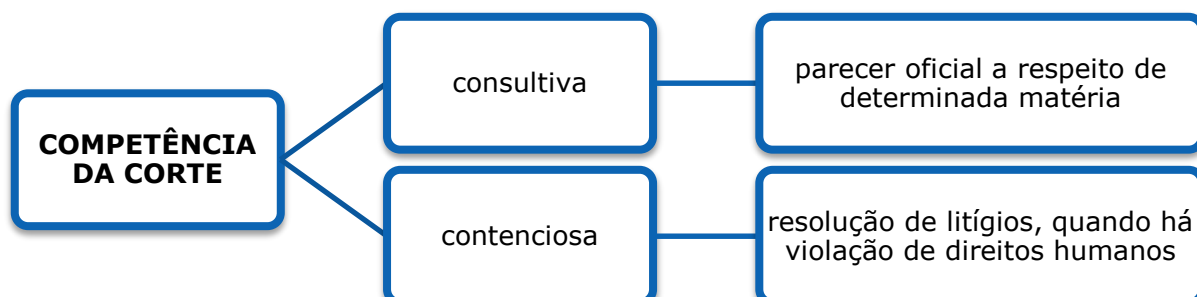 COMPETÊNCIA
DA CORTE
consultiva
parecer oficial a respeito de
determinada matéria
contenciosa
resolução de litígios, quando há
violação de direitos humanos